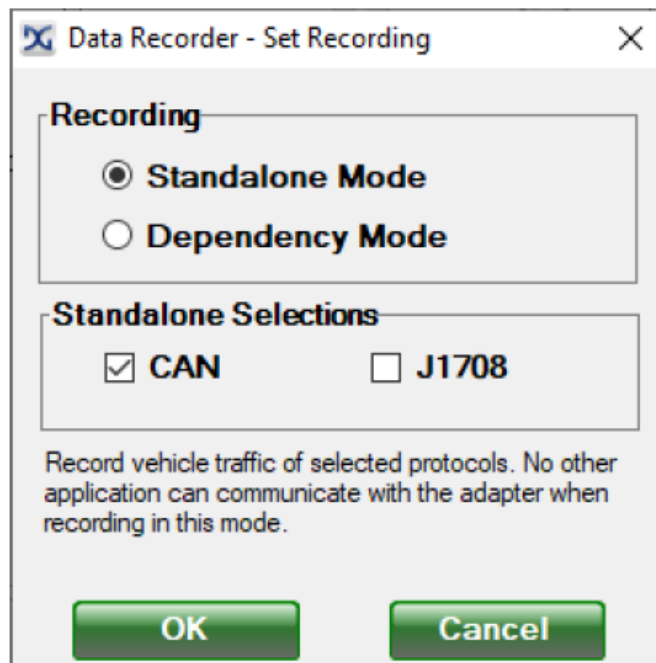 Data Recorder - Set Recording
Recording
Standalone Mode
Dependency Mode
Standalone Selections
CAN
J1708
Record vehicle traffic of selected protocols. No other
application can communicate with the adapter when
recording in this mode.
OK
Cancel